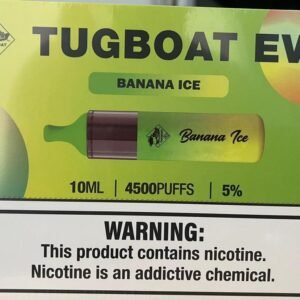 TUGBOAT EV
BANANA ICE
Banana Ice
10ML | 4500PUFFS | 5%
WARNING:
This product contains nicotine.
Nicotine is an addictive chemical.